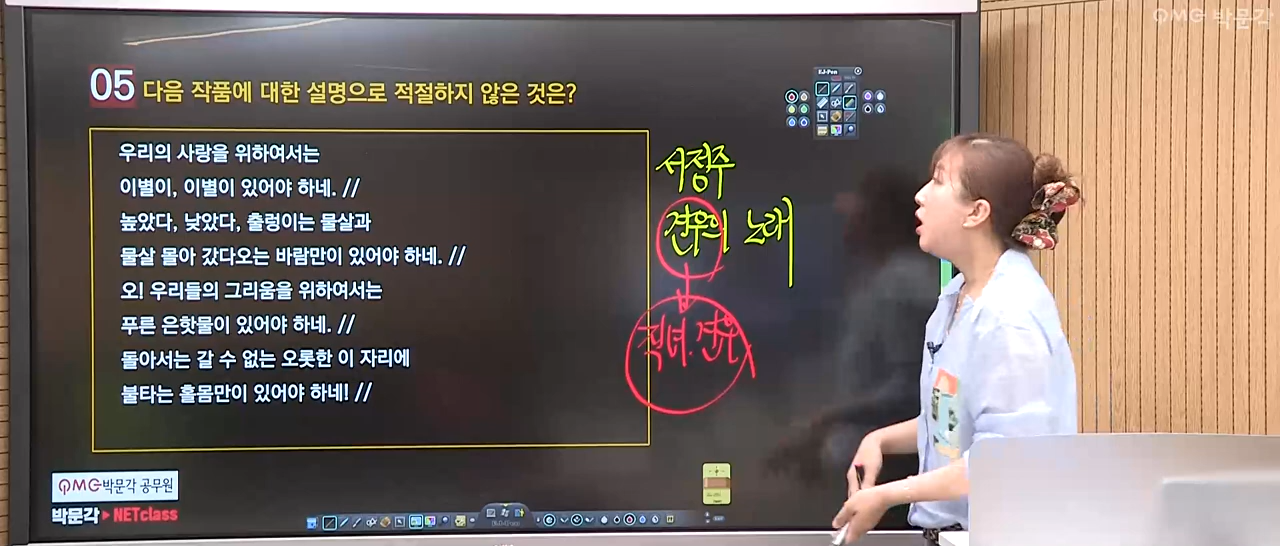 QMG 박문각
05 다음 작품에 대한 설명으로 적절하지 않은 것은?
우리의 사랑을 위하여서는
이별이, 이별이 있어야 하네. //
높았다, 낮았다, 출렁이는 물살과
물살 몰아 갔다오는 바람만이 있어야 하네. //
오! 우리들의 그리움을 위하여서는
푸른 은핫물이 있어야 하네. //
돌아서는 갈 수 없는 오롯한 이 자리에
불타는 홀몸만이 있어야 하네! //
서정주
견우의 노래
직녀. 견우
EJ-Pen
QMG박문각 공무원
박문각 NETclass